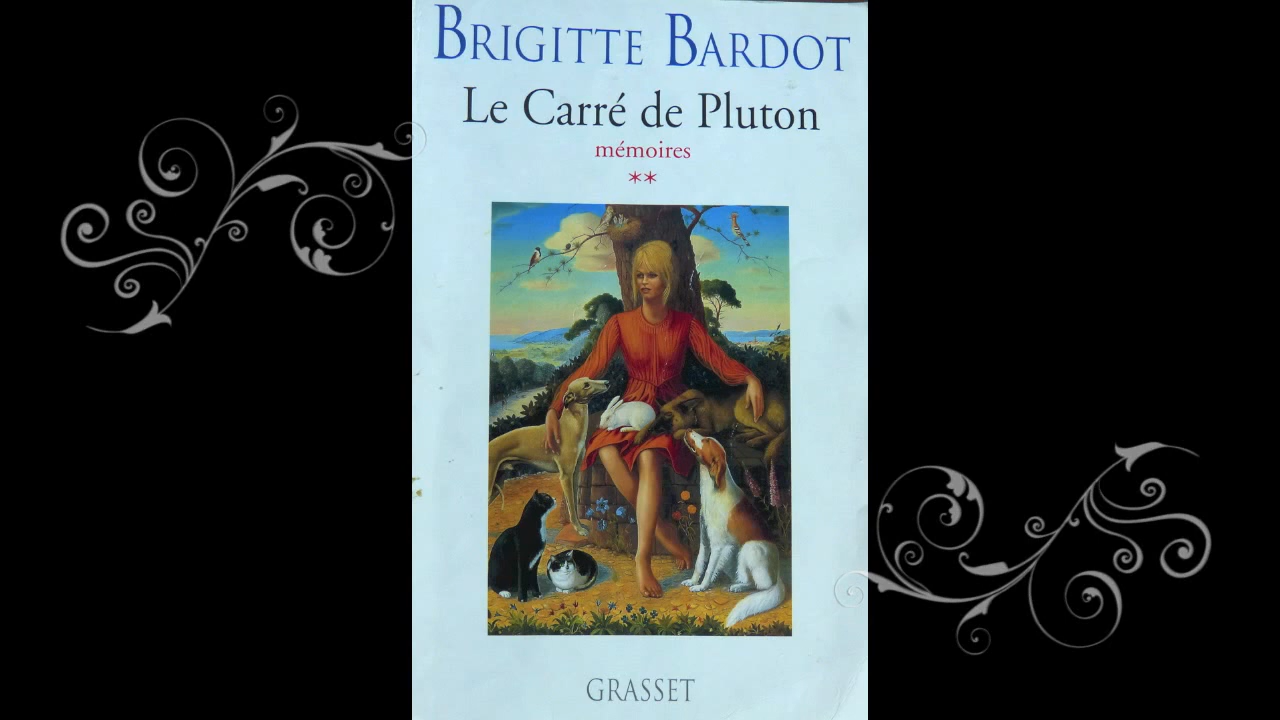 BRIGITTE BARDOT
Le Carré de Pluton
mémoires
**
GRASSET